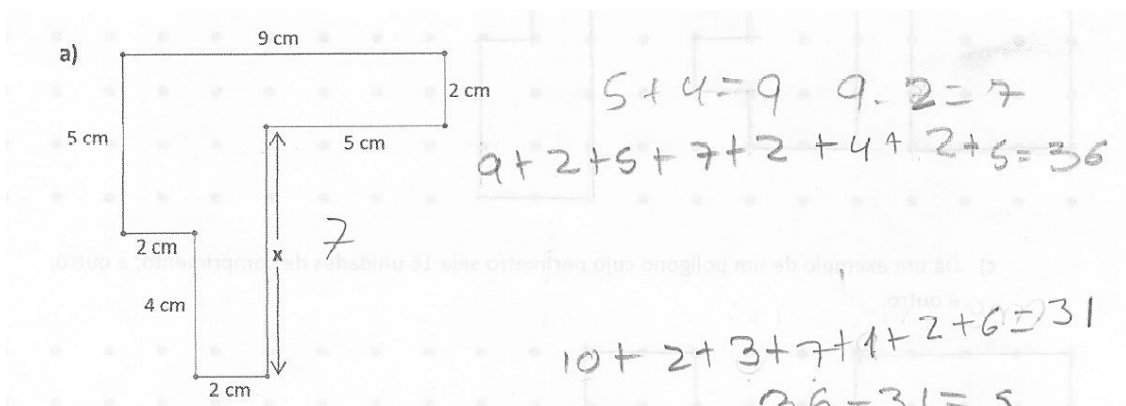 a)
9 cm
2 cm
5 cm
5 cm
2 cm
x
7
4 cm
2 cm
5+4=9 9-2=7
9+2+5+7+2+4+2+5=36
c) Dá um exemplo de um polígono cujo perímetro seja 16 unidades de comprimento; e outro;
e outro
10+2+3+7+1+2+6=31
36-31=5